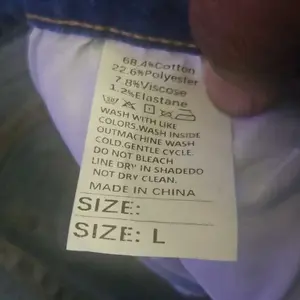 68.4%Cotton
22.6%Polyester
7.8%Viscose
1.2%Elastane
WASH WITH LIKE
COLORS.WASH INSIDE
OUTMACHINE WASH
COLD.GENTLE CYCLE.
DO NOT BLEACH
LINE DRY IN SHADEDO
NOT DRY CLEAN.
MADE IN CHINA
SIZE:
SIZE: L